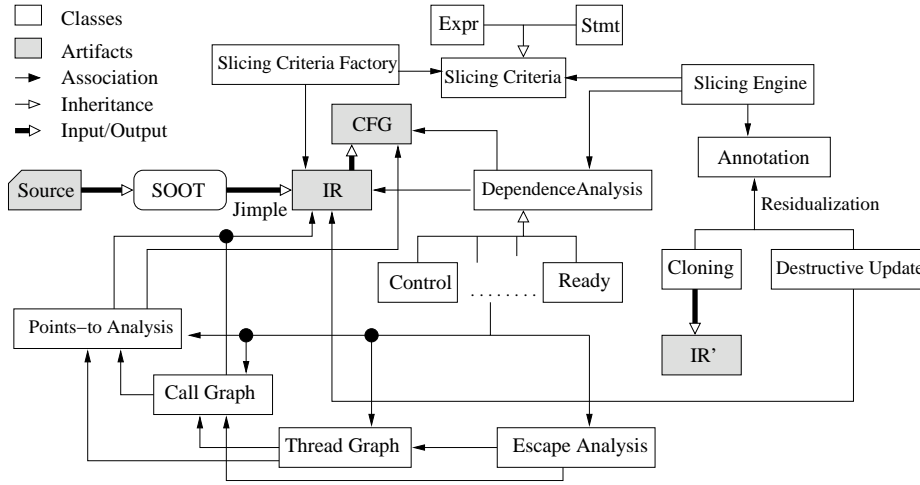 Classes
Artifacts
Association
Inheritance
Input/Output
Expr
Stmt
Slicing Criteria Factory
Slicing Criteria
Slicing Engine
CFG
Annotation
Source
SOOT
Jimple
IR
DependenceAnalysis
Residualization
Control
. . . . . . . .
Ready
Cloning
Destructive Update
Points−to Analysis
IR’
Call Graph
Thread Graph
Escape Analysis